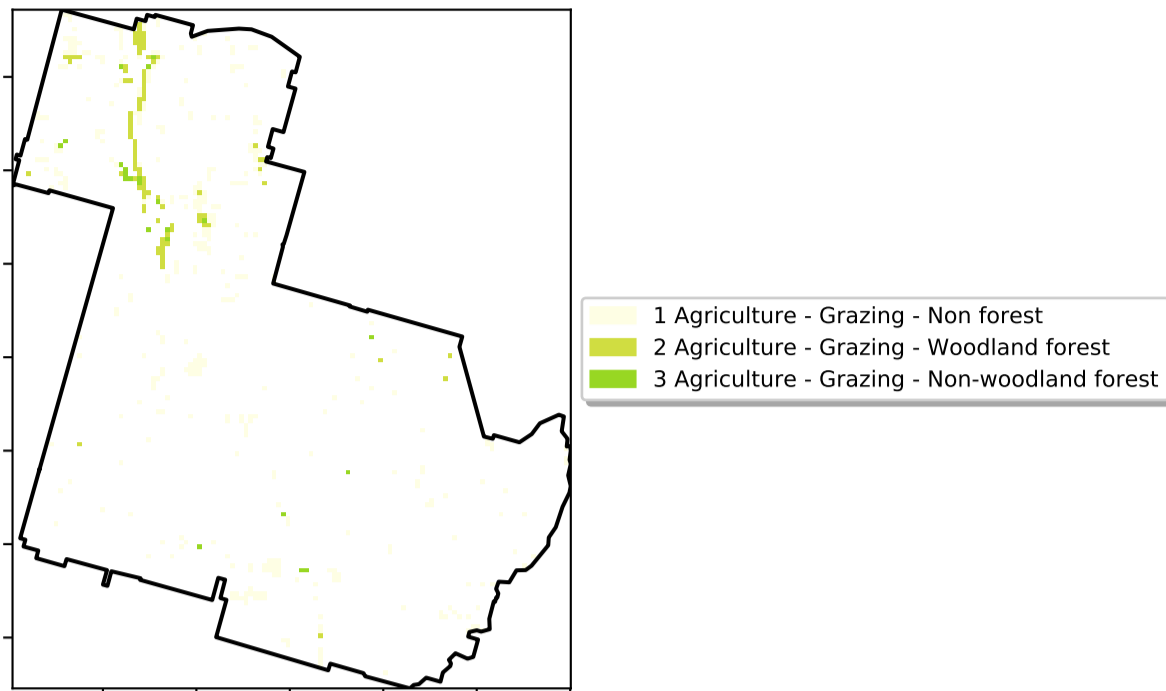 1 Agriculture - Grazing - Non forest
2 Agriculture - Grazing - Woodland forest
3 Agriculture - Grazing - Non-woodland forest